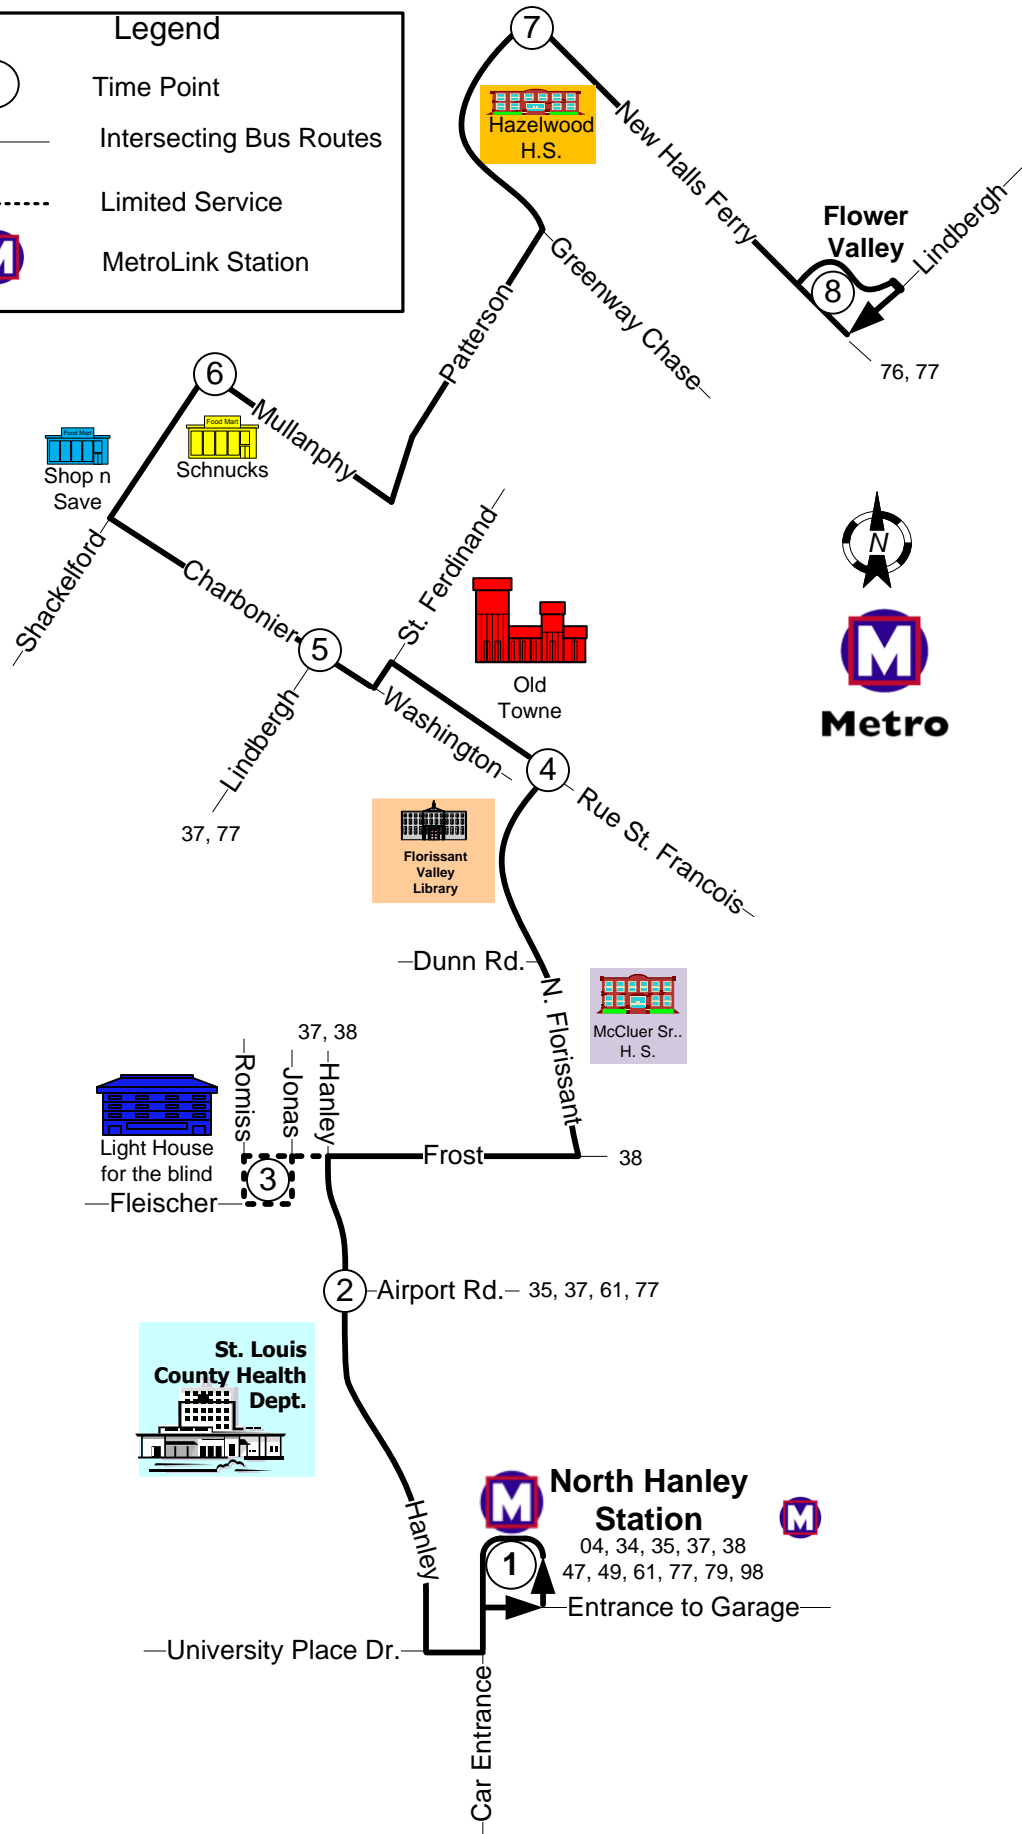 Legend
Time Point
Intersecting Bus Routes
Limited Service
M
MetroLink Station
7
Hazelwood
H.S.
New Halls Ferry
Flower
Valley
Lindbergh
8
76, 77
Greenway Chase
Patterson
6
Mullanphy
Food Mart
Shop n
Save
Food Mart
Schnucks
Shackelford
Charbonier
5
St. Ferdinand
Lindbergh
37, 77
Washington
Old
Towne
4
Rue St. Francois
N
M
Metro
Florissant
Valley
Library
Dunn Rd.
N. Florissant
McCluer Sr..
H. S.
37, 38
Romiss
Jonas
Hanley
Light House
for the blind
Fleischer
3
Frost
38
2
Airport Rd.
35, 37, 61, 77
St. Louis
County Health
Dept.
Hanley
M
North Hanley
Station
M
04, 34, 35, 37, 38
47, 49, 61, 77, 79, 98
1
Entrance to Garage
University Place Dr.
Car Entrance